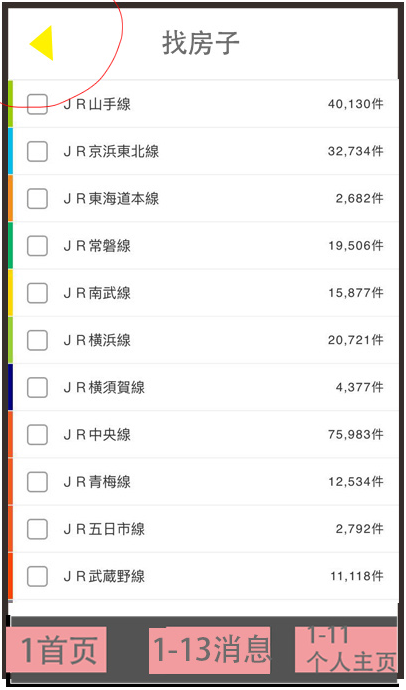 找房子
ＪＲ山手線 40,130件
ＪＲ京浜東北線 32,734件
ＪＲ東海道本線 2,682件
ＪＲ常磐線 19,506件
ＪＲ南武線 15,877件
ＪＲ横浜線 20,721件
ＪＲ横須賀線 4,377件
ＪＲ中央線 75,983件
ＪＲ青梅線 12,534件
ＪＲ五日市線 2,792件
ＪＲ武蔵野線 11,118件
1首页 1-13消息 1-11
个人主页